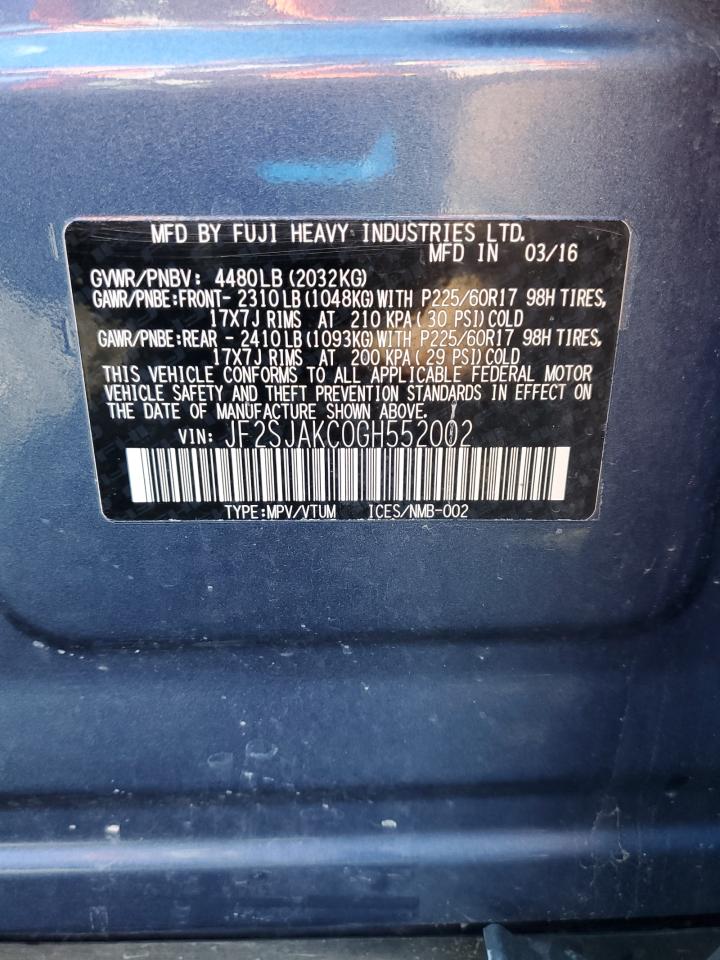 MFD BY FUJI HEAVY INDUSTRIES LTD.
MFD IN 03/16
GVWR/PNBV: 4480LB (2032KG)
GAWR/PNBE:FRONT- 2310LB (1048KG) WITH P225/60R17 98H TIRES,
17X7J RIMS AT 210 KPA( 30 PSI) COLD
GAWR/PNBE:REAR - 2410LB (1093KG) WITH P225/60R17 98H TIRES,
17X7J RIMS AT 200 KPA( 29 PSI) COLD
THIS VEHICLE CONFORMS TO ALL APPLICABLE FEDERAL MOTOR
VEHICLE SAFETY AND THEFT PREVENTION STANDARDS IN EFFECT ON
THE DATE OF MANUFACTURE SHOWN ABOVE.
VIN: JF2SJAKC0GH552002
TYPE:MPV/VTUM ICES/NMB-002